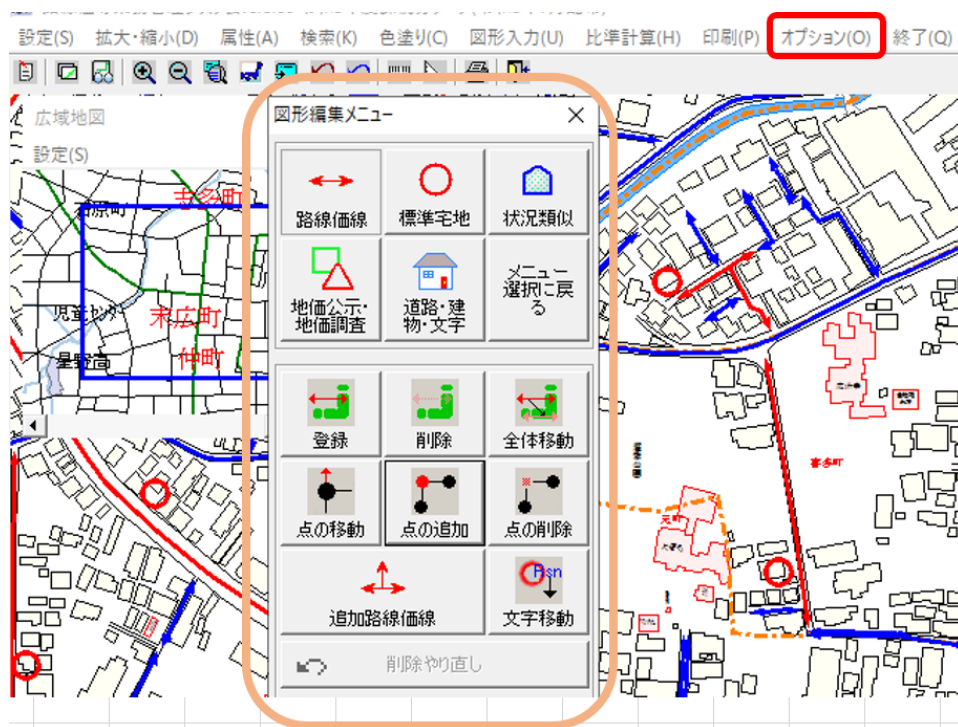 設定(S) 拡大・縮小(D) 属性(A) 検索(K) 色塗り(C) 図形入力(U) 比準計算(H) 印刷(P) オプション(O) 終了(Q)
広域地図
設定(S)
末広町
仲町
星野高
図形編集メニュー
路線価線
標準宅地
状況類似
地価公示・
地価調査
道路・建
物・文字
メニュー
選択に戻
る
登録
削除
全体移動
点の移動
点の追加
点の削除
追加路線価線
文字移動
削除やり直し
喜多町